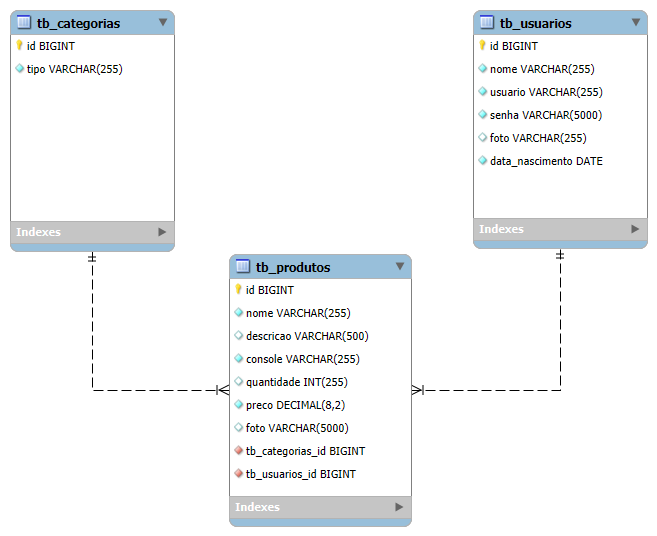 tb_categorias
id BIGINT
tipo VARCHAR(255)
Indexes
tb_usuarios
id BIGINT
nome VARCHAR(255)
usuario VARCHAR(255)
senha VARCHAR(5000)
foto VARCHAR(255)
data_nascimento DATE
Indexes
tb_produtos
id BIGINT
nome VARCHAR(255)
descricao VARCHAR(500)
console VARCHAR(255)
quantidade INT(255)
preco DECIMAL(8,2)
foto VARCHAR(5000)
tb_categorias_id BIGINT
tb_usuarios_id BIGINT
Indexes